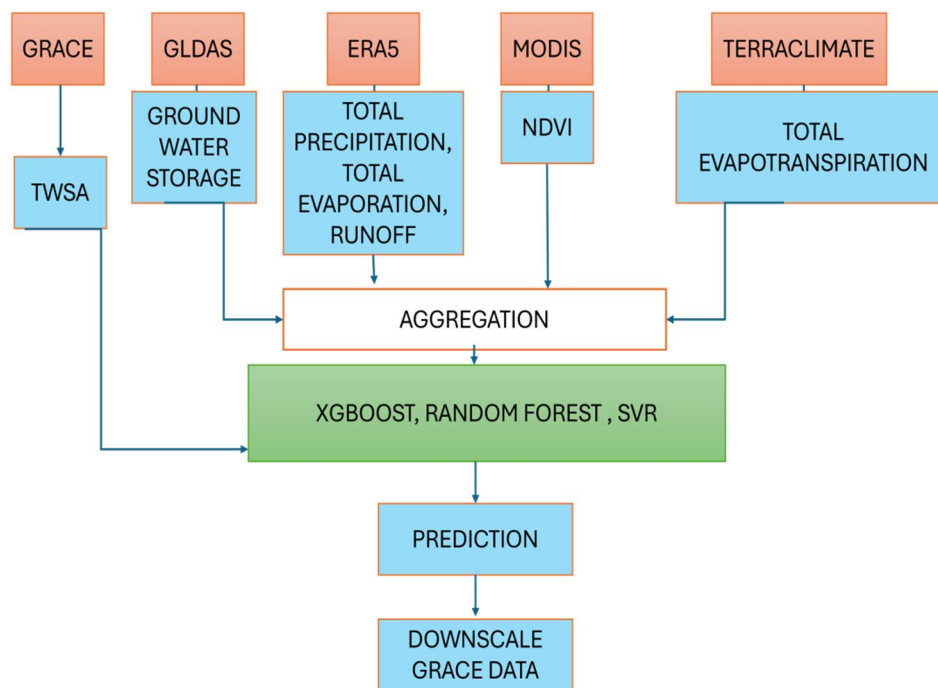 GRACE
GLDAS
ERA5
MODIS
TERRACLIMATE
TWSA
GROUND
WATER
STORAGE
TOTAL
PRECIPITATION,
TOTAL
EVAPORATION,
RUNOFF
NDVI
TOTAL
EVAPOTRANSPIRATION
AGGREGATION
XGBOOST, RANDOM FOREST , SVR
PREDICTION
DOWNSCALE
GRACE DATA